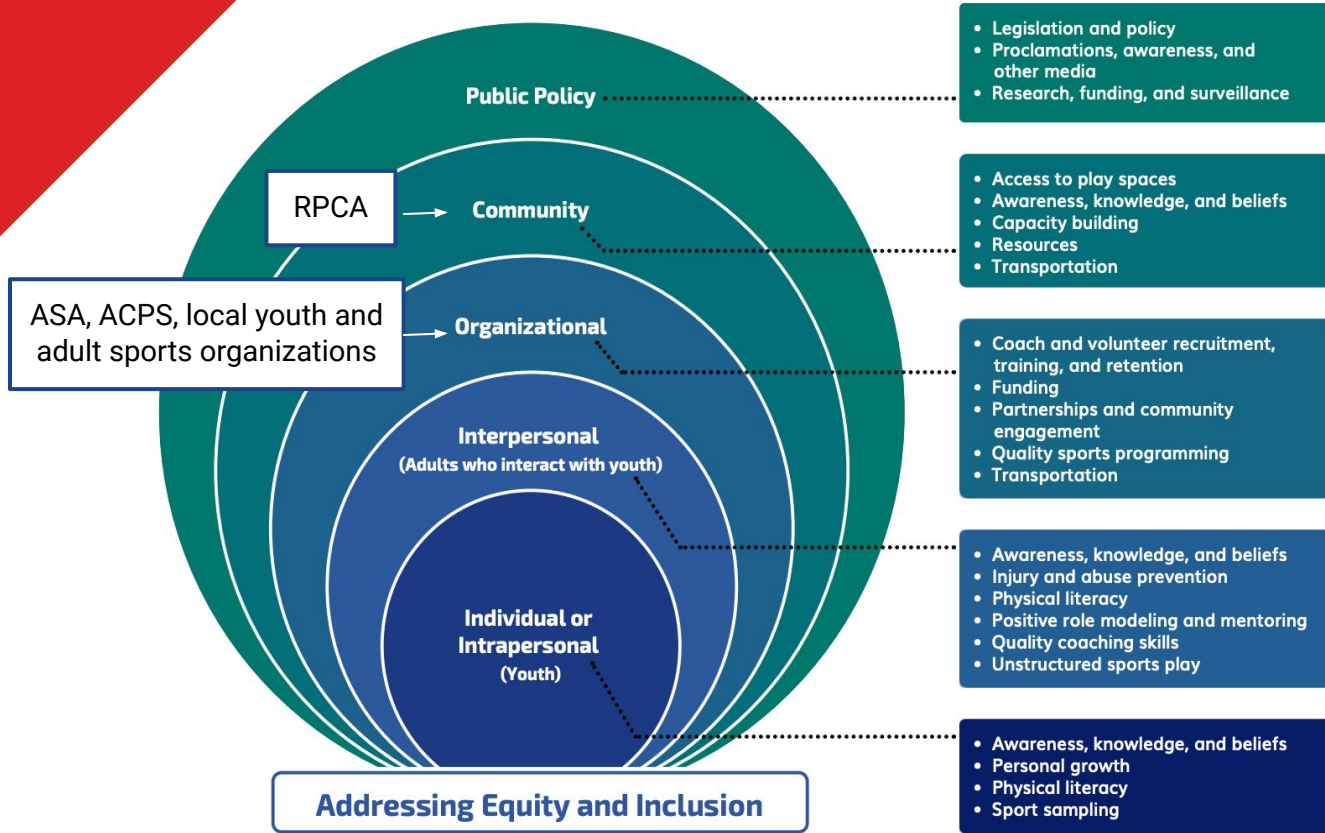 Public Policy
RPCA
Community
ASA, ACPS, local youth and
adult sports organizations
Organizational
Interpersonal
(Adults who interact with youth)
Individual or
Intrapersonal
(Youth)
Addressing Equity and Inclusion
• Legislation and policy
• Proclamations, awareness, and
other media
• Research, funding, and surveillance
• Access to play spaces
• Awareness, knowledge, and beliefs
• Capacity building
• Resources
• Transportation
• Coach and volunteer recruitment,
training, and retention
• Funding
• Partnerships and community
engagement
• Quality sports programming
• Transportation
• Awareness, knowledge, and beliefs
• Injury and abuse prevention
• Physical literacy
• Positive role modeling and mentoring
• Quality coaching skills
• Unstructured sports play
• Awareness, knowledge, and beliefs
• Personal growth
• Physical literacy
• Sport sampling